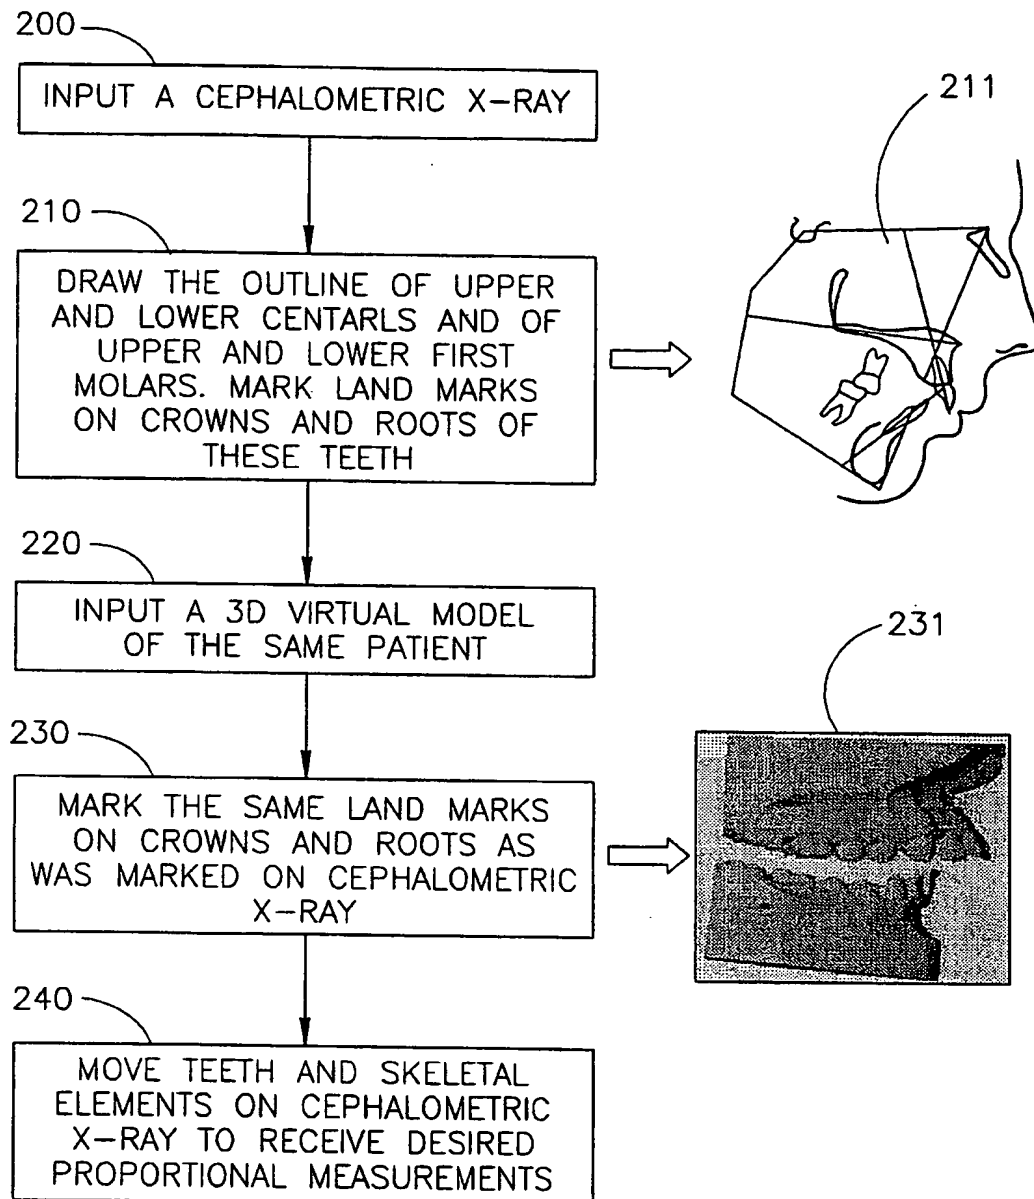 200
INPUT A CEPHALOMETRIC X-RAY
211
210
DRAW THE OUTLINE OF UPPER
AND LOWER CENTARLS AND OF
UPPER AND LOWER FIRST
MOLARS. MARK LAND MARKS
ON CROWNS AND ROOTS OF
THESE TEETH
220
INPUT A 3D VIRTUAL MODEL
OF THE SAME PATIENT
231
230
MARK THE SAME LAND MARKS
ON CROWNS AND ROOTS AS
WAS MARKED ON CEPHALOMETRIC
X-RAY
240
MOVE TEETH AND SKELETAL
ELEMENTS ON CEPHALOMETRIC
X-RAY TO RECEIVE DESIRED
PROPORTIONAL MEASUREMENTS